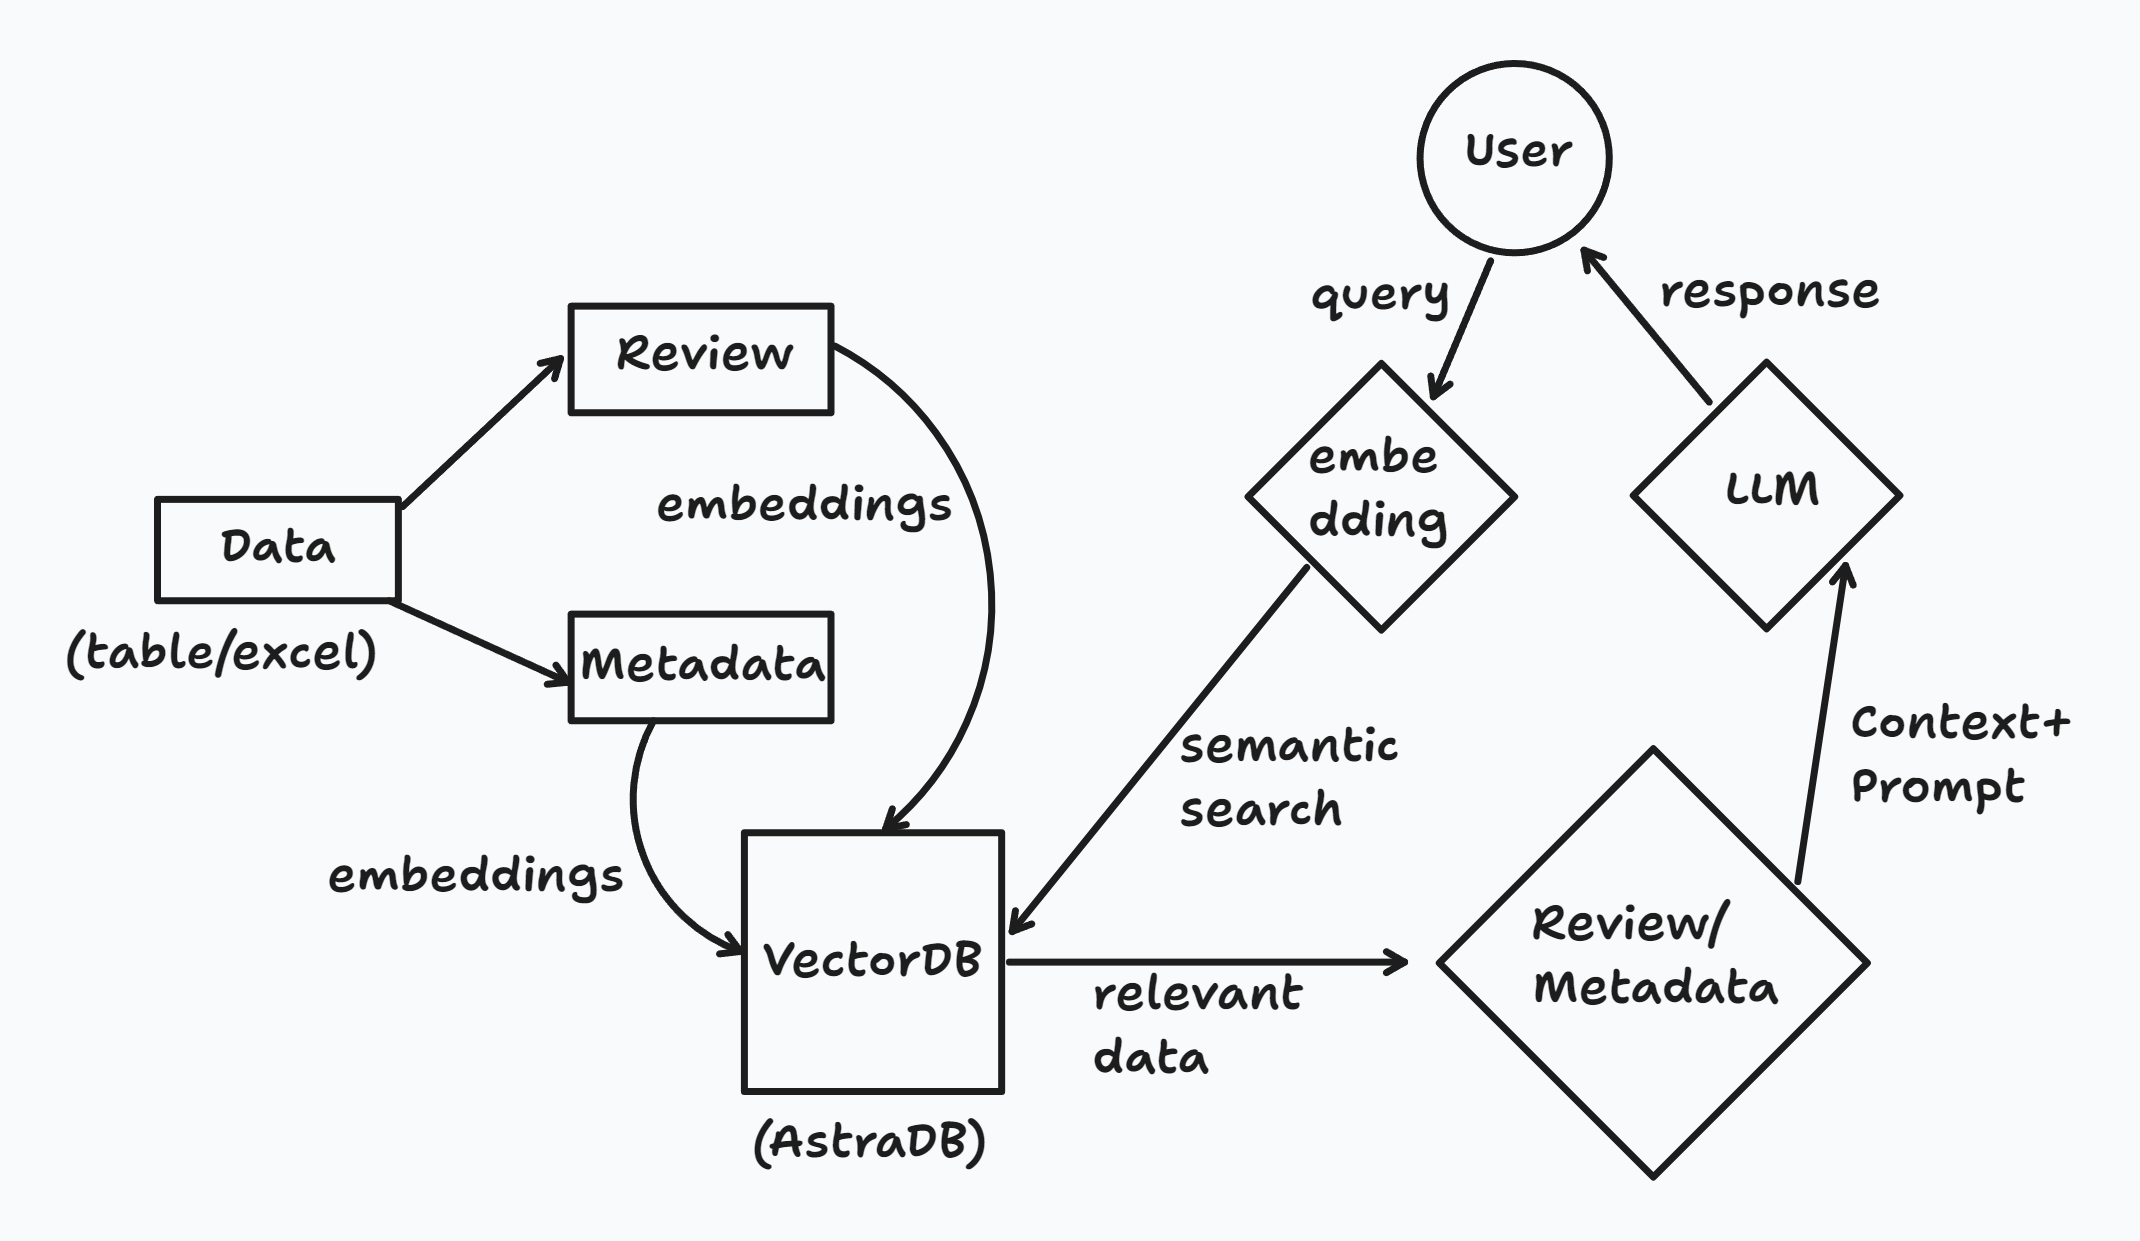 User
query
response
Review
embe
dding
LLM
embeddings
Data
(table/excel)
Metadata
semantic
search
Context+
Prompt
embeddings
VectorDB
Review/
Metadata
relevant
data
(AstraDB)